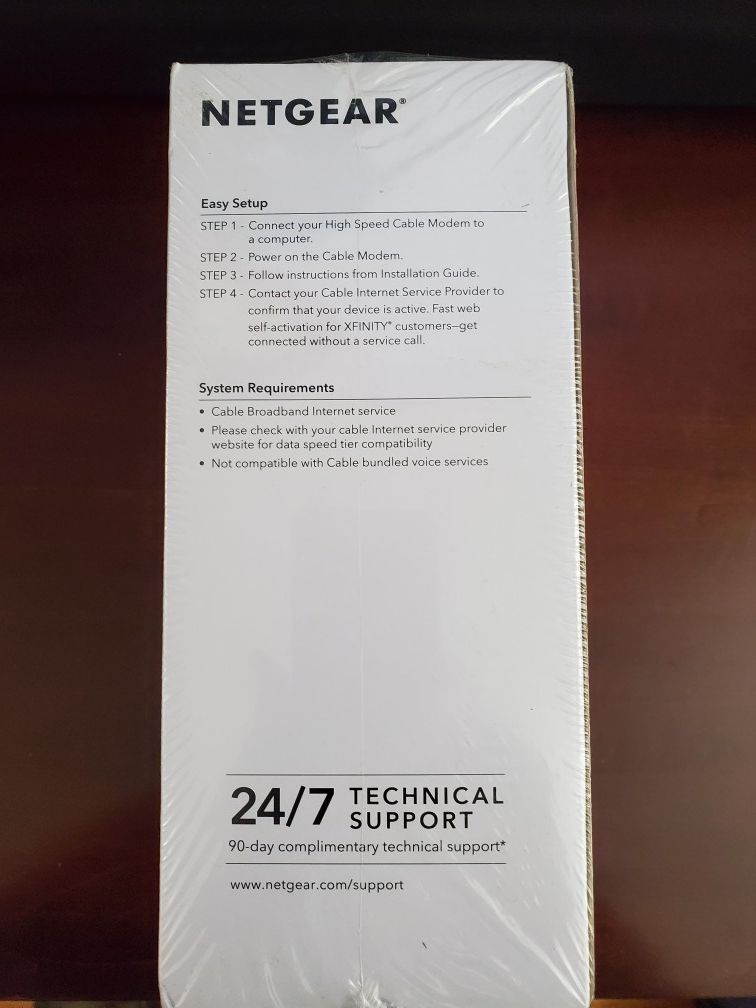 NETGEAR®
Easy Setup
STEP 1 - Connect your High Speed Cable Modem to
a computer.
STEP 2 - Power on the Cable Modem.
STEP 3 - Follow instructions from Installation Guide.
STEP 4 - Contact your Cable Internet Service Provider to
confirm that your device is active. Fast web
self-activation for XFINITY® customers—get
connected without a service call.
System Requirements
• Cable Broadband Internet service
• Please check with your cable Internet service provider
website for data speed tier compatibility
• Not compatible with Cable bundled voice services
24/7 TECHNICAL
SUPPORT
90-day complimentary technical support*
www.netgear.com/support